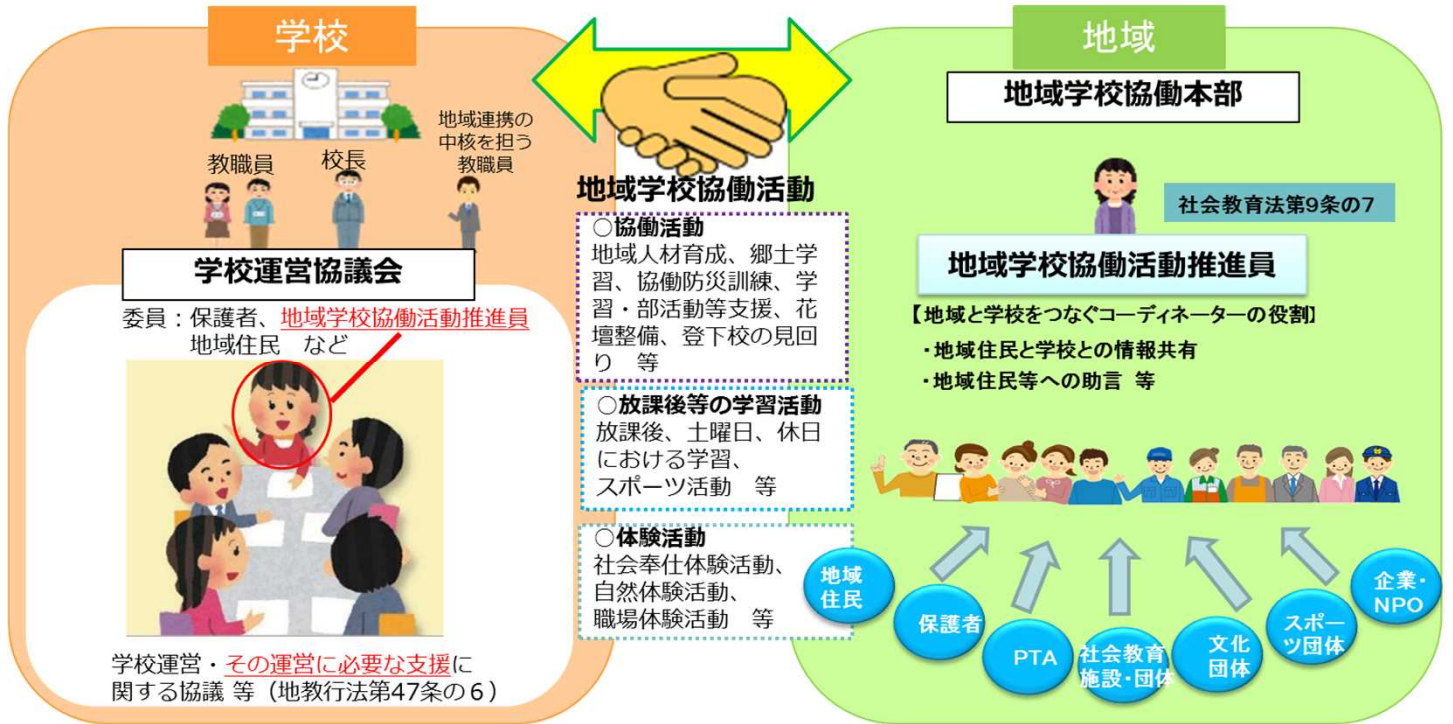 学校
地域連携の
中核を担う
教職員
教職員
校長
学校運営協議会
委員：保護者、地域学校協働活動推進員
地域住民　など
学校運営・その運営に必要な支援に
関する協議 等（地教行法第47条の６）
地域学校協働活動
○協働活動
地域人材育成、郷土学
習、協働防災訓練、学
習・部活動等支援、花
壇整備、登下校の見回
り　等
○放課後等の学習活動
放課後、土曜日、休日
における学習、
スポーツ活動　等
○体験活動
社会奉仕体験活動、
自然体験活動、
職場体験活動　等
地域
地域学校協働本部
社会教育法第9条の7
地域学校協働活動推進員
【地域と学校をつなぐコーディネーターの役割】
・地域住民と学校との情報共有
・地域住民等への助言 等
地域
住民
保護者
PTA
社会教育
施設・団体
文化
団体
スポー
ツ団体
企業・
NPO